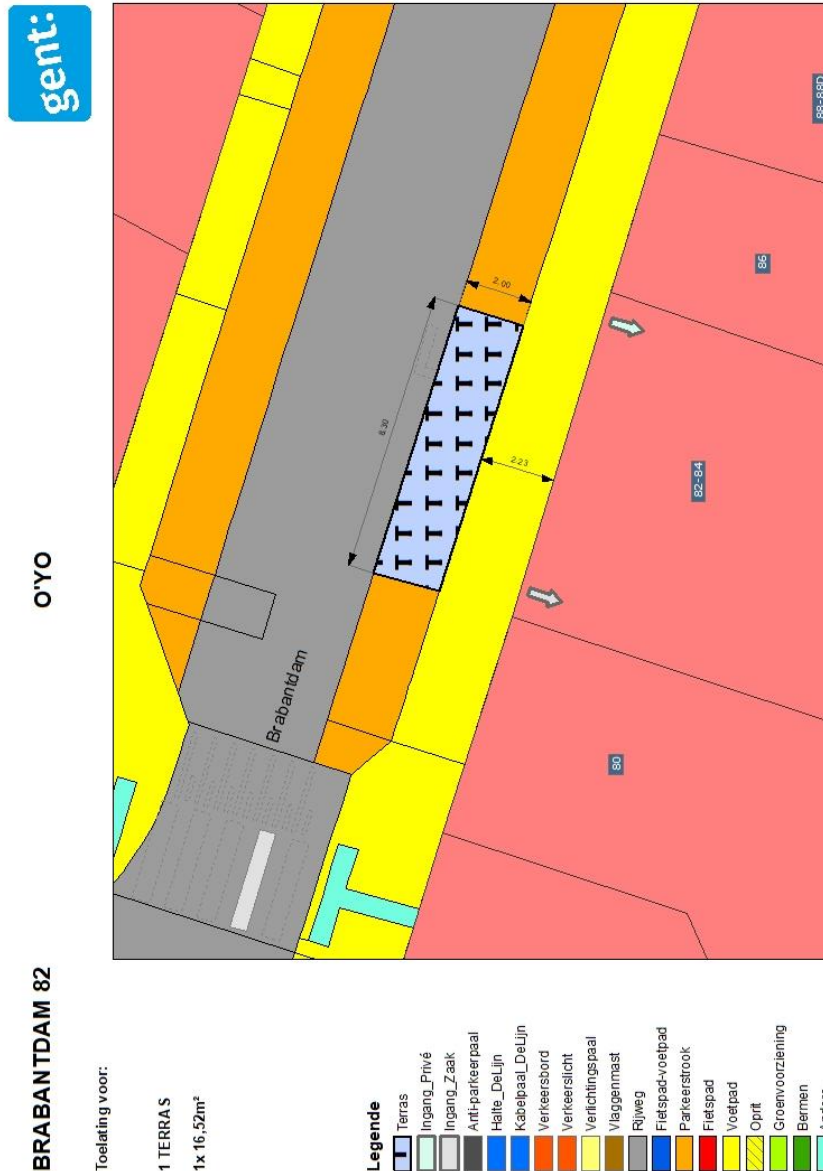 BRABANTDAM 82
O'YO
gent:
Toelating voor:
1 TERRAS
1x 16,52m²
Legende
Terras
Ingang_Privé
Ingang_Zaak
Anti-parkeerpaal
Halte_DeLijn
Kabelpaal_DeLijn
Verkeersbord
Verkeerslicht
Verlichtingspaal
Vlaggenmast
Rijweg
Fietspad-voetpad
Parkeerstrook
Fietspad
Voetpad
Oprit
Groenvoorziening
Bermen
Brabantdam
2.00
2.23
80
82-84
86
88-88D